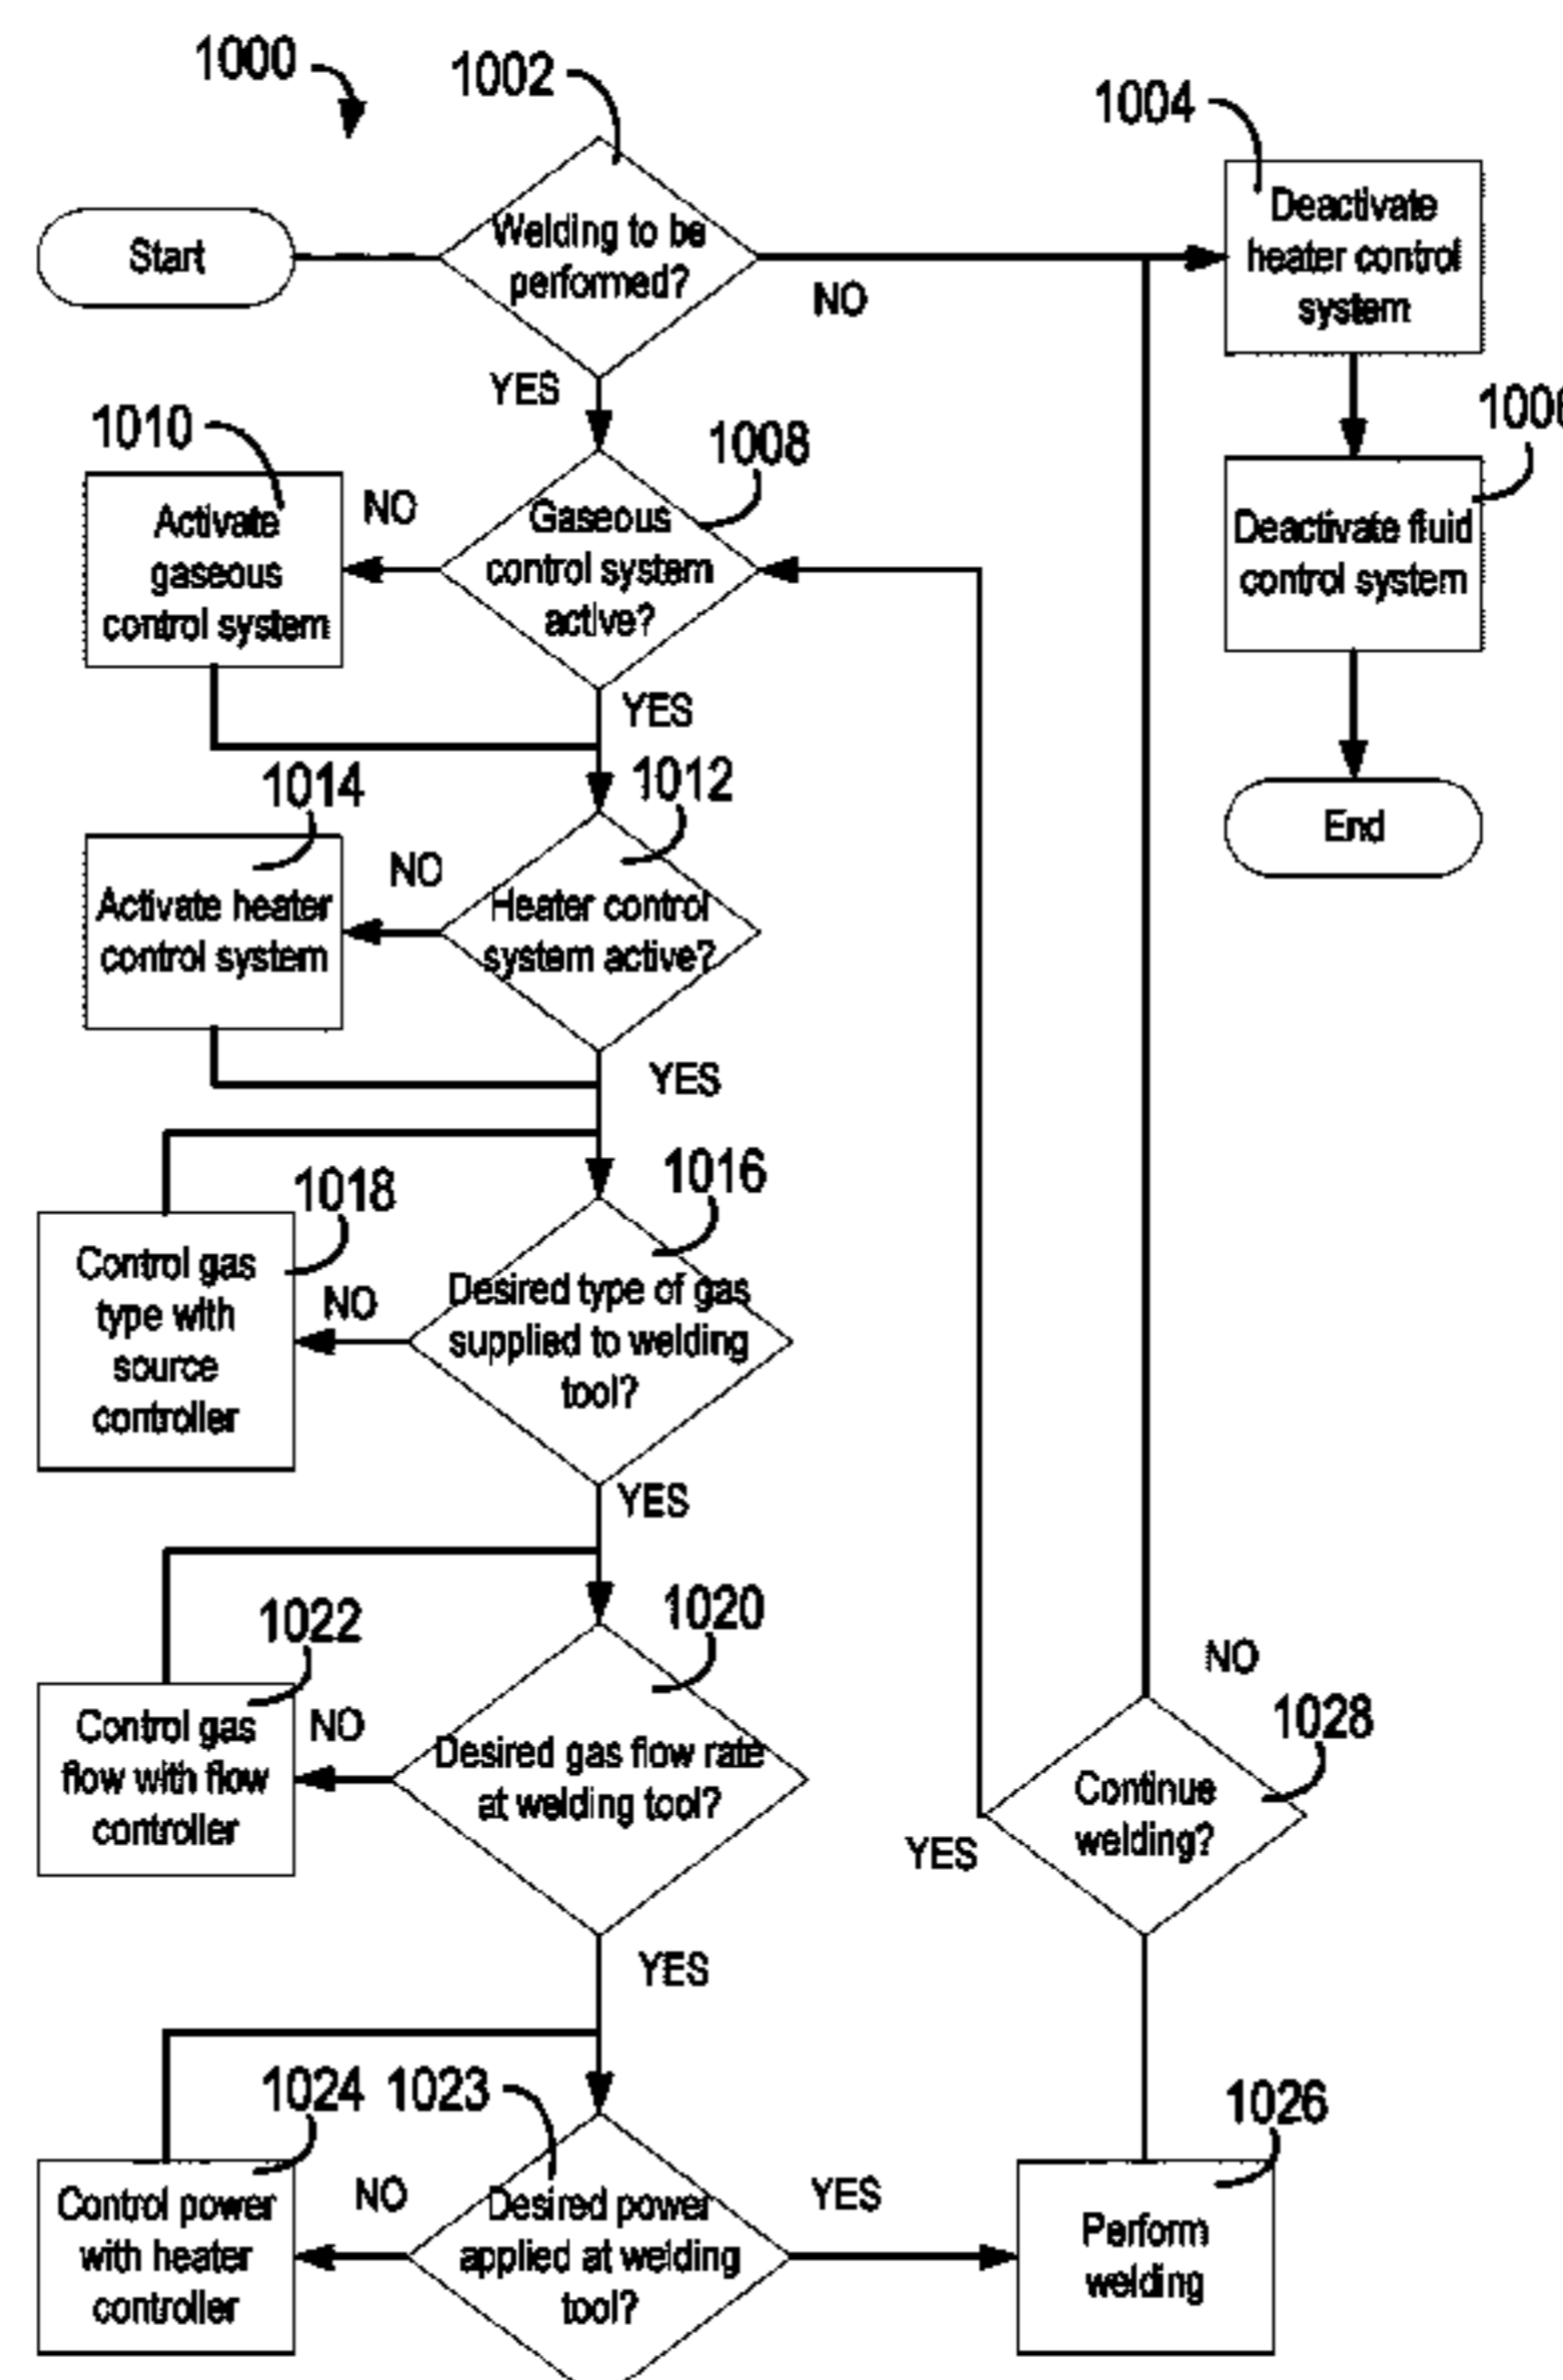 1000
1002
1004
Start
Welding to be
performed?
NO
YES
Deactivate
heater control
system
1006
Deactivate fluid
control system
End
1008
1010
Gaseous
control system
active?
NO
YES
Activate
gaseous
control system
1012
1014
Heater control
system active?
NO
YES
Activate heater
control system
1016
1018
Desired type of gas
supplied to welding
tool?
NO
YES
Control gas
type with
source
controller
1020
1022
Desired gas flow rate
at welding tool?
NO
YES
Control gas
flow with flow
controller
1023
1024
Desired power
applied at welding
tool?
NO
YES
Control power
with heater
controller
1026
Perform
welding
1028
Continue
welding?
NO
YES